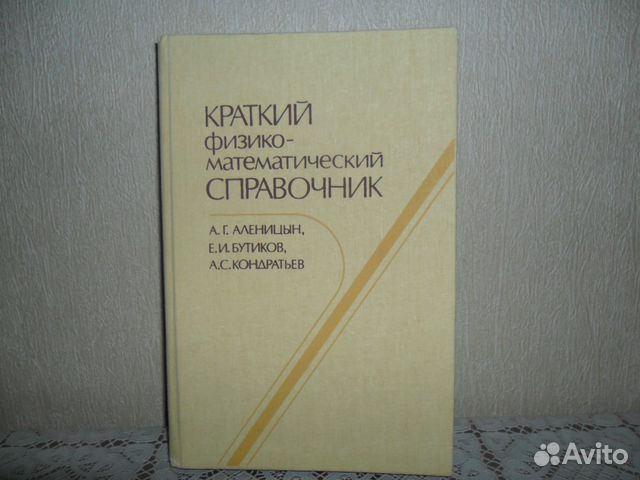 КРАТКИЙ
физико-
математический
СПРАВОЧНИК
А.Г. АЛЕНИЦЫН,
Е.И. БУТИКОВ,
А.С. КОНДРАТЬЕВ
Avito